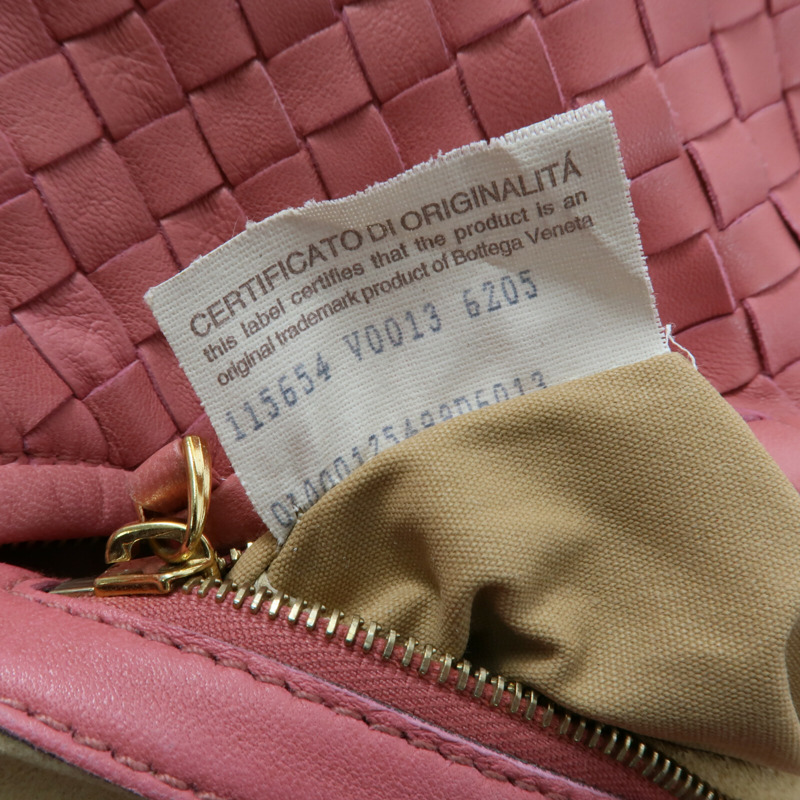 CERTIFICATO DI ORIGINALITÁ
this label certifies that the product is an
original trademark product of Bottega Veneta
115654 V0013 6205